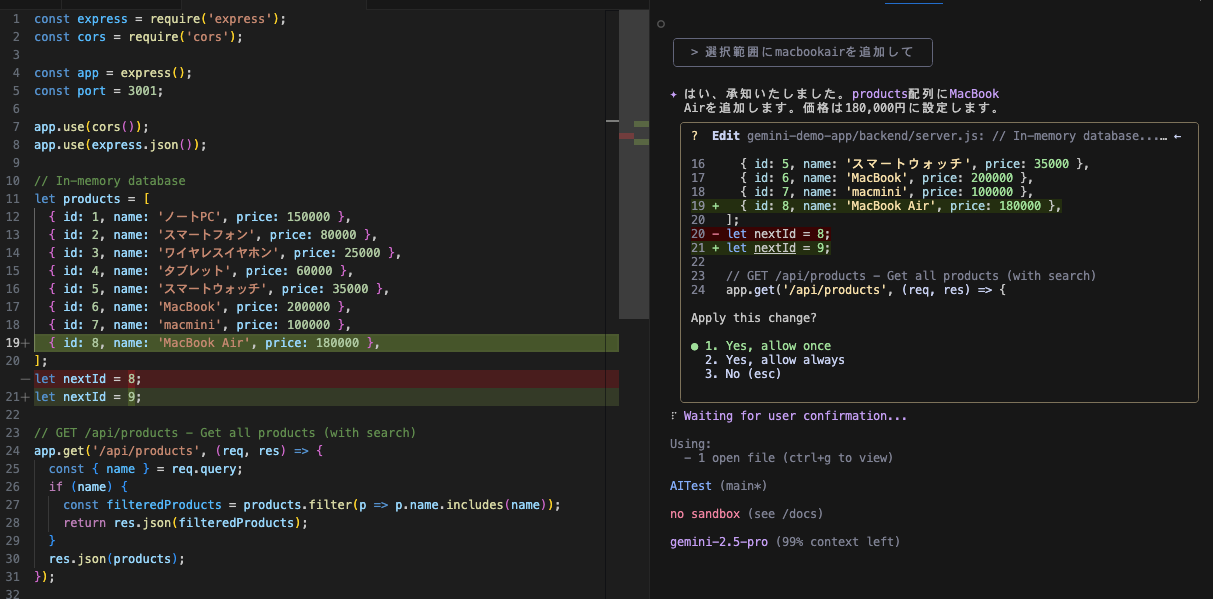 1 const express = require('express');
2 const cors = require('cors');
3
4 const app = express();
5 const port = 3001;
6
7 app.use(cors());
8 app.use(express.json());
9
10 // In-memory database
11 let products = [
12 { id: 1, name: 'ノートPC', price: 150000 },
13 { id: 2, name: 'スマートフォン', price: 80000 },
14 { id: 3, name: 'ワイヤレスイヤホン', price: 25000 },
15 { id: 4, name: 'タブレット', price: 60000 },
16 { id: 5, name: 'スマートウォッチ', price: 35000 },
17 { id: 6, name: 'MacBook', price: 200000 },
18 { id: 7, name: 'macmini', price: 100000 },
19+ { id: 8, name: 'MacBook Air', price: 180000 },
20 ];
− let nextId = 8;
21+ let nextId = 9;
22
23 // GET /api/products - Get all products (with search)
24 app.get('/api/products', (req, res) => {
25 const { name } = req.query;
26 if (name) {
27 const filteredProducts = products.filter(p => p.name.includes(name));
28 return res.json(filteredProducts);
29 }
30 res.json(products);
31 });
32
> 選択範囲にmacbookairを追加して
✦ はい、承知いたしました。products配列にMacBook
Airを追加します。価格は180,000円に設定します。
? Edit gemini-demo-app/backend/server.js: // In-memory database...… ←
16 { id: 5, name: 'スマートウォッチ', price: 35000 },
17 { id: 6, name: 'MacBook', price: 200000 },
18 { id: 7, name: 'macmini', price: 100000 },
19 + { id: 8, name: 'MacBook Air', price: 180000 },
20 ];
20 - let nextId = 8;
21 + let nextId = 9;
22
23 // GET /api/products - Get all products (with search)
24 app.get('/api/products', (req, res) => {
Apply this change?
● 1. Yes, allow once
2. Yes, allow always
3. No (esc)
⠏ Waiting for user confirmation...
Using:
- 1 open file (ctrl+g to view)
AITest (main*)
no sandbox (see /docs)
gemini-2.5-pro (99% context left)